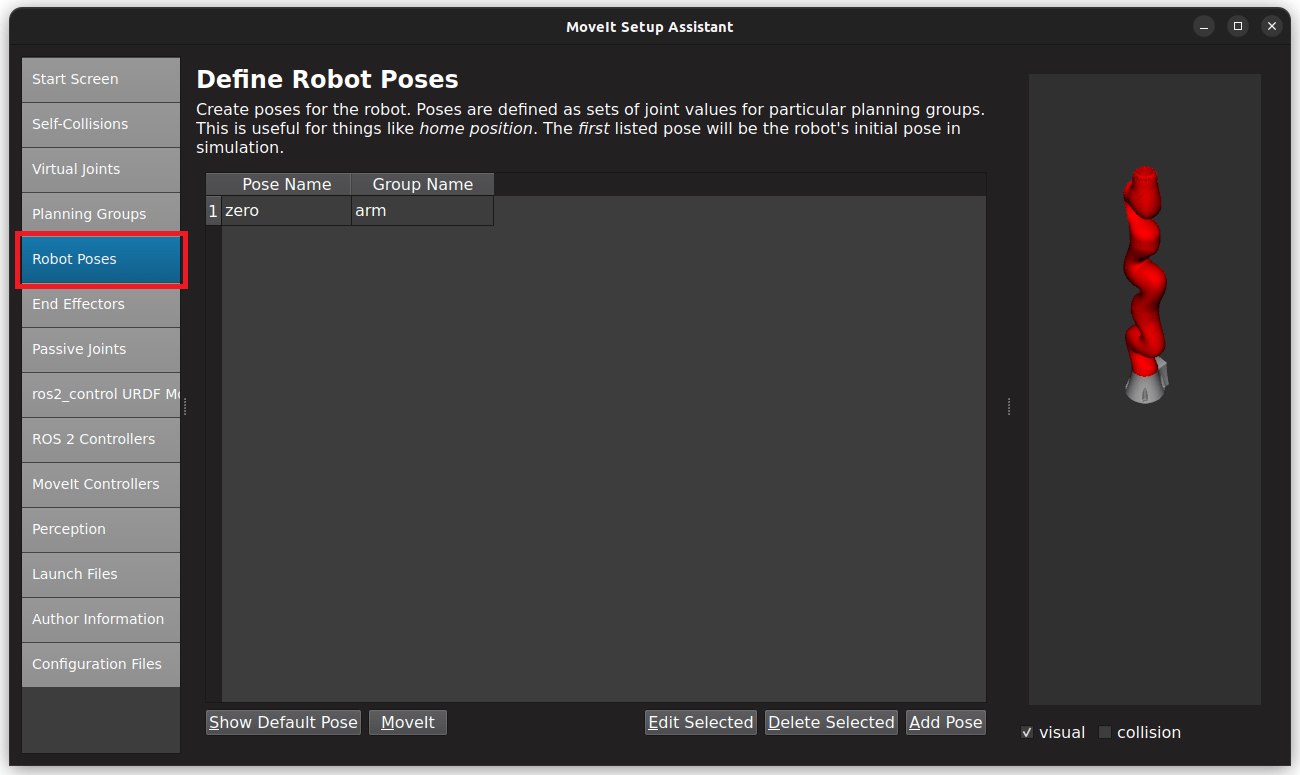 MoveIt Setup Assistant
Start Screen
Self-Collisions
Virtual Joints
Planning Groups
Robot Poses
End Effectors
Passive Joints
ros2_control URDF Mo
ROS 2 Controllers
MoveIt Controllers
Perception
Launch Files
Author Information
Configuration Files
Define Robot Poses
Create poses for the robot. Poses are defined as sets of joint values for particular planning groups.
This is useful for things like home position. The first listed pose will be the robot's initial pose in
simulation.
Pose Name Group Name
1 zero arm
Show Default Pose MoveIt Edit Selected Delete Selected Add Pose
visual collision